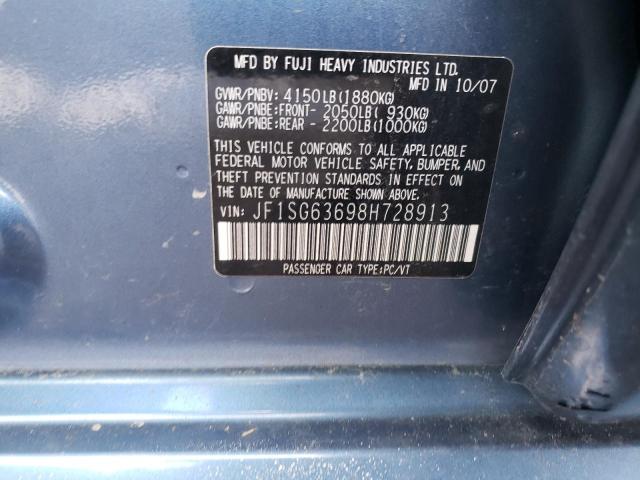 MFD BY FUJI HEAVY INDUSTRIES LTD.
MFD IN 10/07
GVWR/PNBV: 4150LB(1880KG)
GAWR/PNBE:FRONT- 2050LB( 930KG)
GAWR/PNBE:REAR - 2200LB(1000KG)
THIS VEHICLE CONFORMS TO ALL APPLICABLE
FEDERAL MOTOR VEHICLE SAFETY, BUMPER, AND
THEFT PREVENTION STANDARDS IN EFFECT ON
THE DATE OF MANUFACTURE SHOWN ABOVE.
VIN: JF1SG63698H728913
PASSENGER CAR TYPE:PC/VT